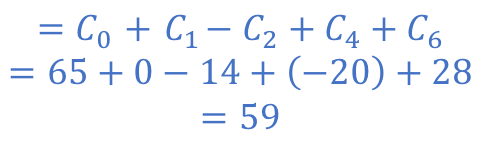 = C₀ + C₁ − C₂ + C₄ + C₆
= 65 + 0 − 14 + (−20) + 28
= 59